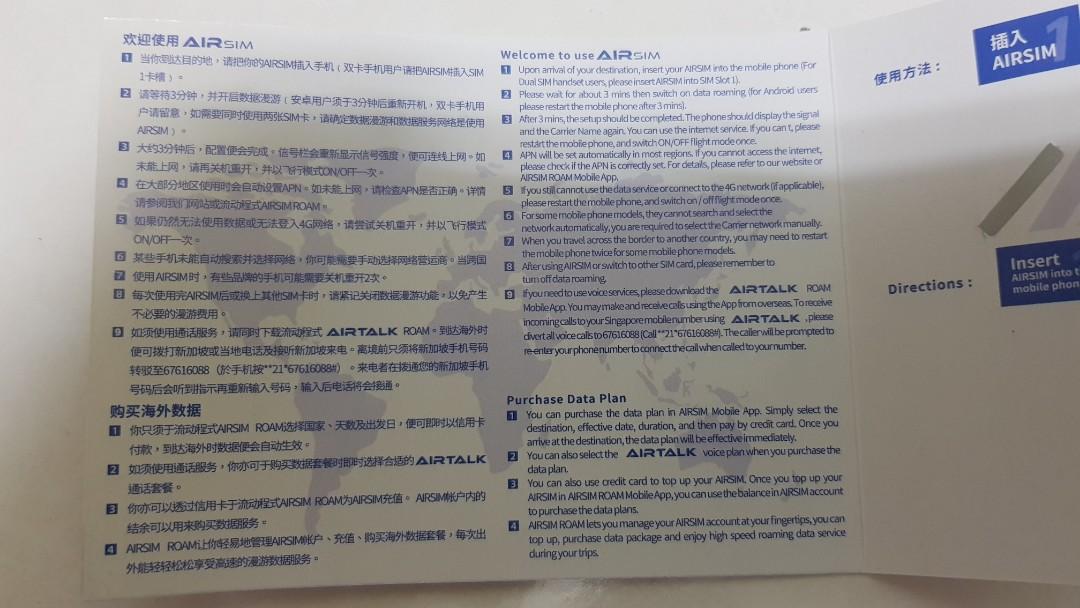 欢迎使用 AIRSIM
1 当你到达目的地，请把你的AIRSIM插入手机（双卡手机用户请把AIRSIM插入SIM
1卡槽）。
2 请等待3分钟，并开启数据漫游（安卓用户须于3分钟后重新开机，双卡手机用
户请留意，如需要同时使用两张SIM卡，请确定数据漫游和数据服务网络是使用
AIRSIM）。
3 大约3分钟后，配置便会完成。信号栏会重新显示信号强度，便可连线上网。如
未能上网，请再关机重开，并以飞行模式ON/OFF一次。
4 在大部分地区使用时会自动设置APN。如未能上网，请检查APN是否正确。详情
请参阅我们网站或流动程式AIRSIM ROAM。
5 如果仍然无法使用数据或无法登入4G网络，请尝试关机重开，并以飞行模式
ON/OFF一次。
6 某些手机未能自动搜索并选择网络，你可能需要手动选择网络营运商。当跨国
7 使用AIRSIM时，有些品牌的手机可能需要关机重开2次。
8 每次使用完AIRSIM后或换上其他SIM卡时，请紧记关闭数据漫游功能，以免产生
不必要的漫游费用。
9 如须使用通话服务，请同时下载流动程式 AIRTALK ROAM。到达海外时
便可拨打新加坡或当地电话及接听新加坡来电。离境前只须将新加坡手机号码
转驳至67616088（於手机按**21*67616088#）。来电者在拨通您的新加坡手机
号码后会听到指示再重新输入号码，输入后电话将会接通。
购买海外数据
1 你只须于流动程式AIRSIM ROAM选择国家、天数及出发日，便可即时以信用卡
付款，到达海外时数据便会自动生效。
2 如须使用通话服务，你亦可于购买数据套餐时即时选择合适的AIRTALK
通话套餐。
3 你亦可以透过信用卡于流动程式AIRSIM ROAM为AIRSIM充值。 AIRSIM帐户内的
结余可以用来购买数据服务。
4 AIRSIM ROAM让你轻易地管理AIRSIM帐户、充值、购买海外数据套餐，每次出
外能轻轻松松享受高速的漫游数据服务。
Welcome to use AIRSIM
1 Upon arrival of your destination, insert your AIRSIM into the mobile phone (For
Dual SIM handset users, please insert AIRSIM into SIM Slot 1).
2 Please wait for about 3 mins then switch on data roaming (for Android users
please restart the mobile phone after 3 mins).
3 After 3 mins, the setup should be completed. The phone should display the signal
and the Carrier Name again. You can use the internet service. If you can t, please
restart the mobile phone, and switch ON/OFF flight mode once.
4 APN will be set automatically in most regions. If you cannot access the internet,
please check if the APN is correctly set. For details, please refer to our website or
AIRSIM ROAM Mobile App.
5 If you still cannot use the data service or connect to the 4G network (if applicable),
please restart the mobile phone, and switch on / off flight mode once.
6 For some mobile phone models, they cannot search and select the
network automatically, you are required to select the Carrier network manually.
7 When you travel across the border to another country, you may need to restart
the mobile phone twice for some mobile phone models.
8 After using AIRSIM or switch to other SIM card, please remember to
turn off data roaming.
9 If you need to use voice services, please download the AIRTALK ROAM
Mobile App. You may make and receive calls using the App from overseas. To receive
incoming calls to your Singapore mobile number using AIRTALK , please
divert all voice calls to 67616088 (Call **21*67616088#). The caller will be prompted to
re-enter your phone number to connect the call when called to your number.
Purchase Data Plan
1 You can purchase the data plan in AIRSIM Mobile App. Simply select the
destination, effective date, duration, and then pay by credit card. Once you
arrive at the destination, the data plan will be effective immediately.
2 You can also select the AIRTALK voice plan when you purchase the
data plan.
3 You can also use credit card to top up your AIRSIM. Once you top up your
AIRSIM in AIRSIM ROAM Mobile App, you can use the balance in AIRSIM account
to purchase the data plans.
4 AIRSIM ROAM lets you manage your AIRSIM account at your fingertips, you can
top up, purchase data package and enjoy high speed roaming data service
during your trips.
使用方法：
插入 1
AIRSIM
Directions :
Insert
AIRSIM into t
mobile phon